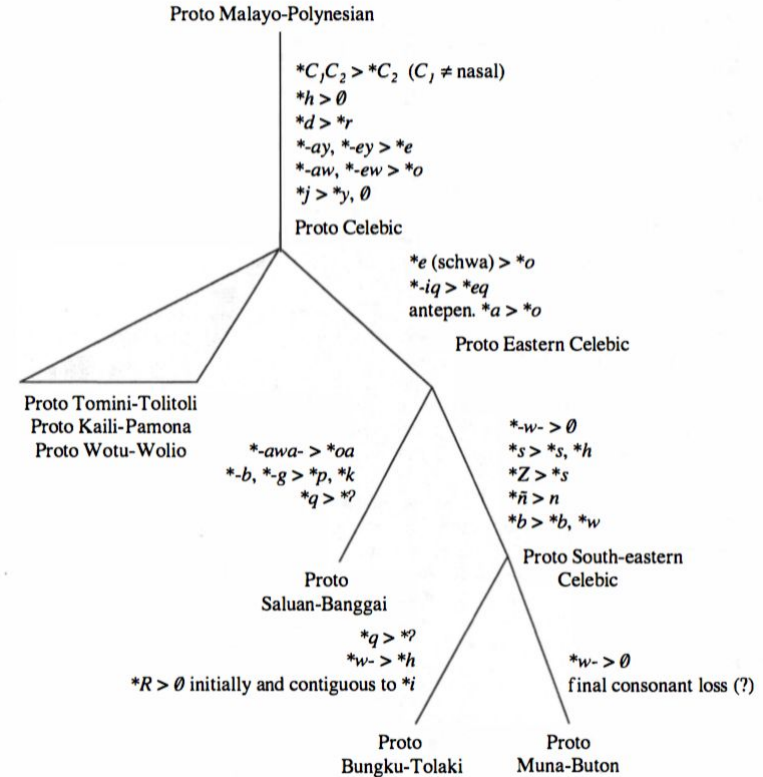 Proto Malayo-Polynesian
*C₁C₂ > *C₂ (C₁ ≠ nasal)
*h > Ø
*d > *r
*-ay, *-ey > *e
*-aw, *-ew > *o
*j > *y, Ø
Proto Celebic
*e (schwa) > *o
*-iq > *eq
antepen. *a > *o
Proto Eastern Celebic
Proto Tomini-Tolitoli
Proto Kaili-Pamona
Proto Wotu-Wolio
*-awa- > *oa
*-b, *-g > *p, *k
*q > *?
*-w- > Ø
*s > *s, *h
*Z > *s
*ñ > n
*b > *b, *w
Proto
Saluan-Banggai
Proto South-eastern
Celebic
*q > *?
*w- > *h
*R > Ø initially and contiguous to *i
*w- > Ø
final consonant loss (?)
Proto
Bungku-Tolaki
Proto
Muna-Buton